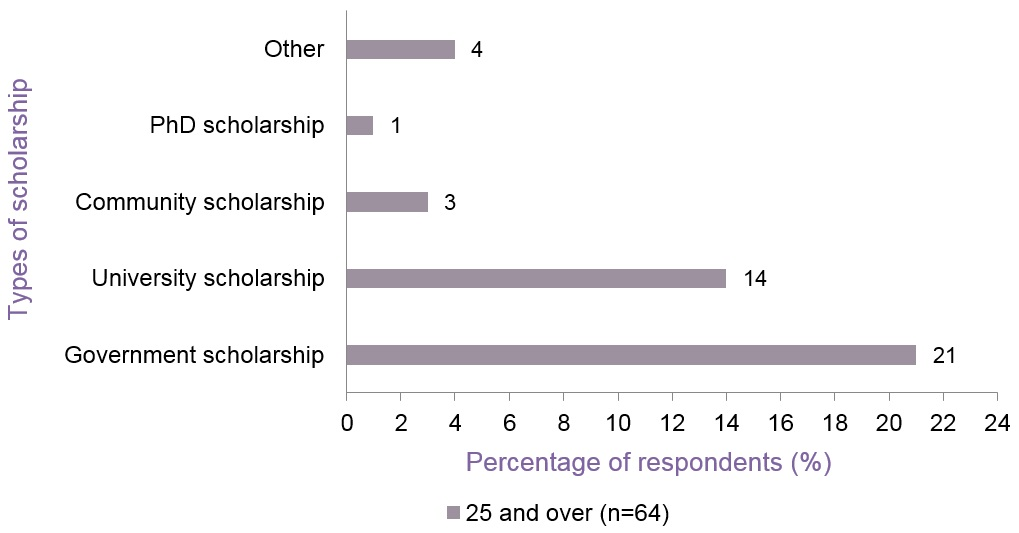 Types of scholarship
Other 4
PhD scholarship 1
Community scholarship 3
University scholarship 14
Government scholarship 21
0 2 4 6 8 10 12 14 16 18 20 22 24
Percentage of respondents (%)
25 and over (n=64)